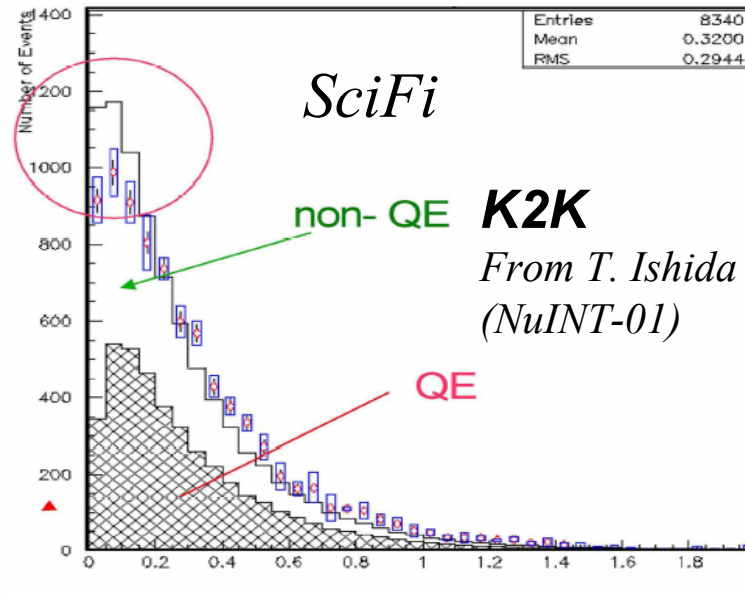 1400
Entries 8340
Mean 0.3200
RMS 0.2944
Number of Events
SciFi
1200
1000
non- QE
K2K
From T. Ishida
(NuINT-01)
800
600
QE
400
200
0
0 0.2 0.4 0.6 0.8 1 1.2 1.4 1.6 1.8